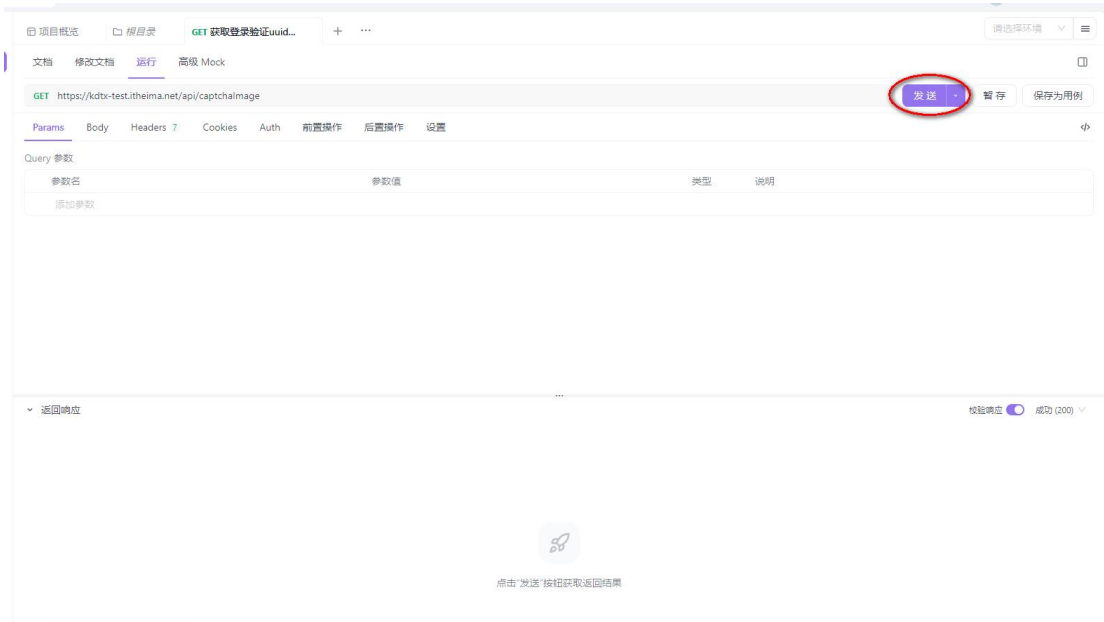 项目概览 根目录 GET 获取登录验证uuid... + ... 请选择环境
文档 修改文档 运行 高级 Mock
GET https://kdtx-test.itheima.net/api/captchaImage 发送 暂存 保存为用例
Params Body Headers 7 Cookies Auth 前置操作 后置操作 设置 </>
Query 参数
参数名 参数值 类型 说明
添加参数
返回响应 校验响应 成功 (200)
点击“发送”按钮获取返回结果